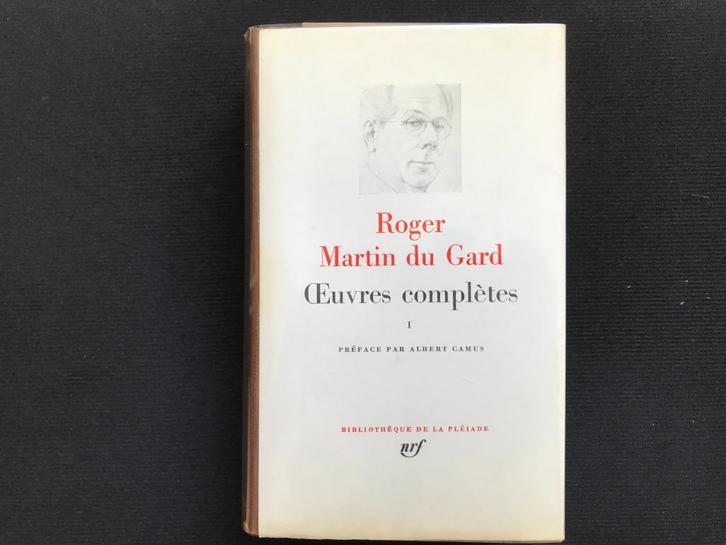 Roger
Martin du Gard
Œuvres complètes
I
PRÉFACE PAR ALBERT CAMUS
BIBLIOTHÈQUE DE LA PLÉIADE
nrf